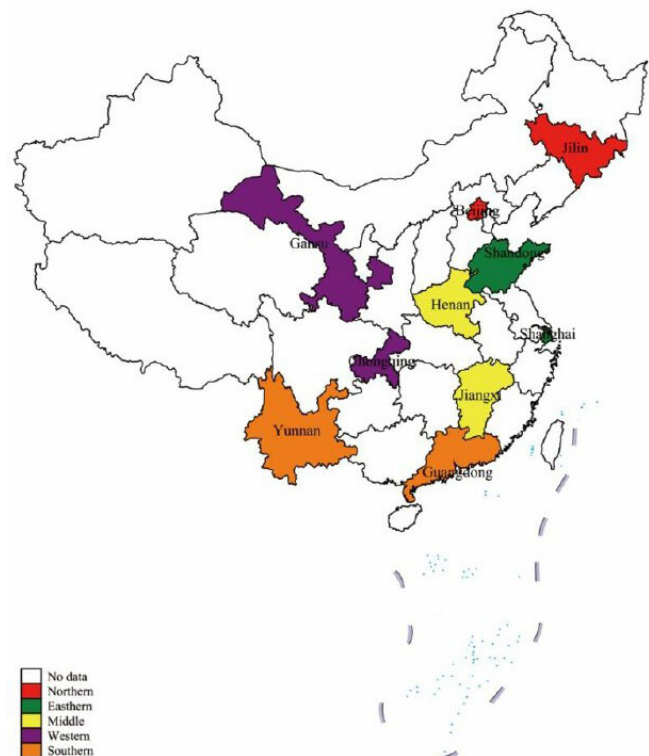 Jilin
Beijing
Gansu
Shandong
Henan
Shanghai
Chongqing
Jiangxi
Yunnan
Guangdong
No data
Northern
Easthern
Middle
Western
Southern